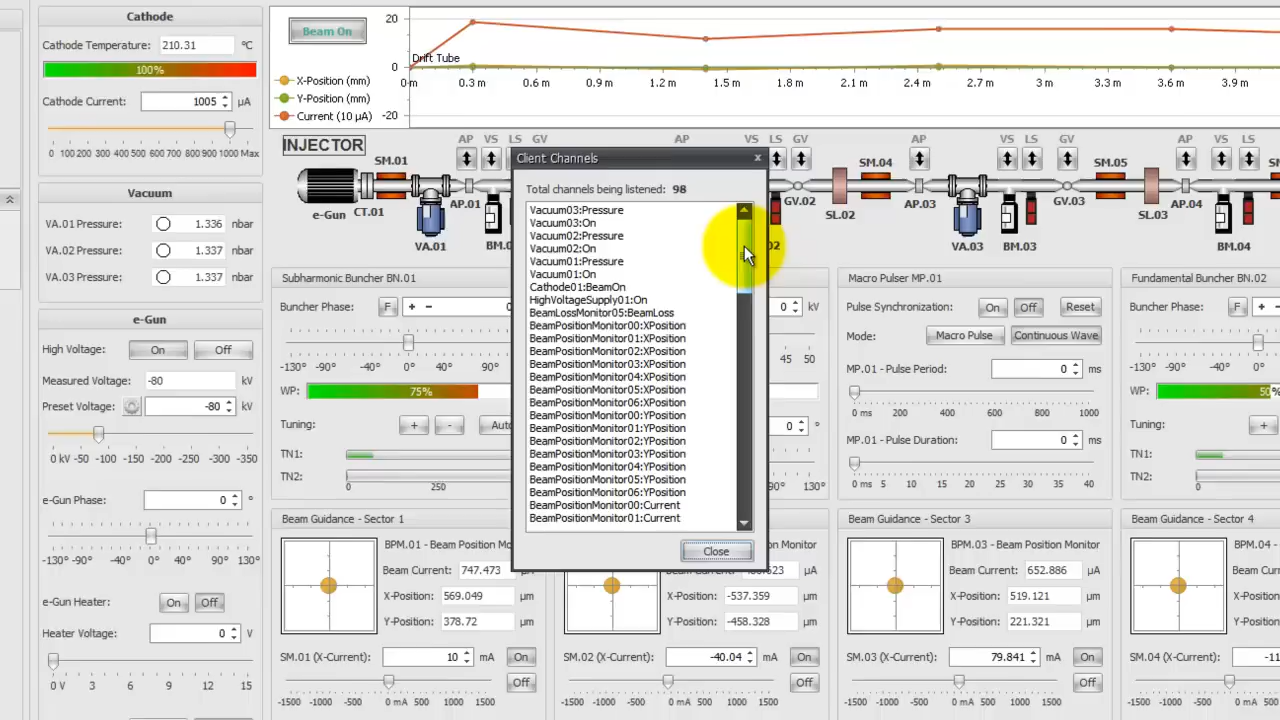 Cathode
Cathode Temperature: 210.31 ºC
100%
Cathode Current: 1005 µA
0 100 200 300 400 500 600 700 800 900 1000 Max
Vacuum
VA.01 Pressure: 1.336 nbar
VA.02 Pressure: 1.337 nbar
VA.03 Pressure: 1.337 nbar
e-Gun
High Voltage: On Off
Measured Voltage: -80 kV
Preset Voltage: -80 kV
0 kV -50 -100 -150 -200 -250 -300 -350
e-Gun Phase: 0 °
-130° -90° -40° 0° 40° 90° 130°
e-Gun Heater: On Off
Heater Voltage: 0 V
0 V 3 6 9 12 15
Beam On
X-Position (mm)
Y-Position (mm)
Current (10 µA)
20
0
-20
Drift Tube
0m 0.3 m 0.6 m 0.9 m 1.2 m 1.5 m 1.8 m 2.1 m 2.4 m 2.7 m 3 m 3.3 m 3.6 m 3.9 m
INJECTOR
AP VS LS GV AP VS LS GV AP VS LS GV AP VS LS
SM.01 SM.04 SM.05
e-Gun CT.01 AP.01 GV.02 SL.02 AP.03 GV.03 SL.03 AP.04
VA.01 VA.03 BM.03 BM.04
Client Channels
x
Total channels being listened: 98
Vacuum03:Pressure
Vacuum03:On
Vacuum02:Pressure
Vacuum02:On
Vacuum01:Pressure
Vacuum01:On
Cathode01:BeamOn
HighVoltageSupply01:On
BeamLossMonitor05:BeamLoss
BeamPositionMonitor00:XPosition
BeamPositionMonitor01:XPosition
BeamPositionMonitor02:XPosition
BeamPositionMonitor03:XPosition
BeamPositionMonitor04:XPosition
BeamPositionMonitor05:XPosition
BeamPositionMonitor06:XPosition
BeamPositionMonitor00:YPosition
BeamPositionMonitor01:YPosition
BeamPositionMonitor02:YPosition
BeamPositionMonitor03:YPosition
BeamPositionMonitor04:YPosition
BeamPositionMonitor05:YPosition
BeamPositionMonitor06:YPosition
BeamPositionMonitor00:Current
BeamPositionMonitor01:Current
Close
Subharmonic Buncher BN.01
Buncher Phase: F + - 0
-130° -90° -40° 0° 40°
WP: 75%
Tuning: + -
TN1
TN2
0 250
0 kV
45 50
0 °
130°
Macro Pulser MP.01
Pulse Synchronization: On Off Reset
Mode: Macro Pulse Continuous Wave
MP.01 - Pulse Period: 0 ms
0 ms 200 400 600 800 1000
MP.01 - Pulse Duration: 0 ms
0 ms 5 10 15 20 25 30 35 40
Fundamental Buncher BN.02
Buncher Phase: F + -
-130° -90° -40° 0°
WP: 50%
Tuning: +
TN1
TN2
0
Beam Guidance - Sector 1
BPM.01 - Beam Position Monitor
Beam Current: 747.473
X-Position: 569.049 µm
Y-Position: 378.72 µm
SM.01 (X-Current): 10 mA On
Off
-1500 -1000 -500 0 mA 500 1000 1500
Beam Current: µA
X-Position: -537.359 µm
Y-Position: -458.328 µm
SM.02 (X-Current): -40.04 mA On
Off
-1500 -1000 -500 0 mA 500 1000 1500
Beam Guidance - Sector 3
BPM.03 - Beam Position Monitor
Beam Current: 652.886 µA
X-Position: 519.121 µm
Y-Position: 221.321 µm
SM.03 (X-Current): 79.841 mA On
Off
-1500 -1000 -500 0 mA 500 1000 1500
Beam Guidance - Sector 4
BPM.04 -
Beam
X-Position:
Y-Position:
SM.04 (X-Current):
-1500 -1000 -500 0 mA